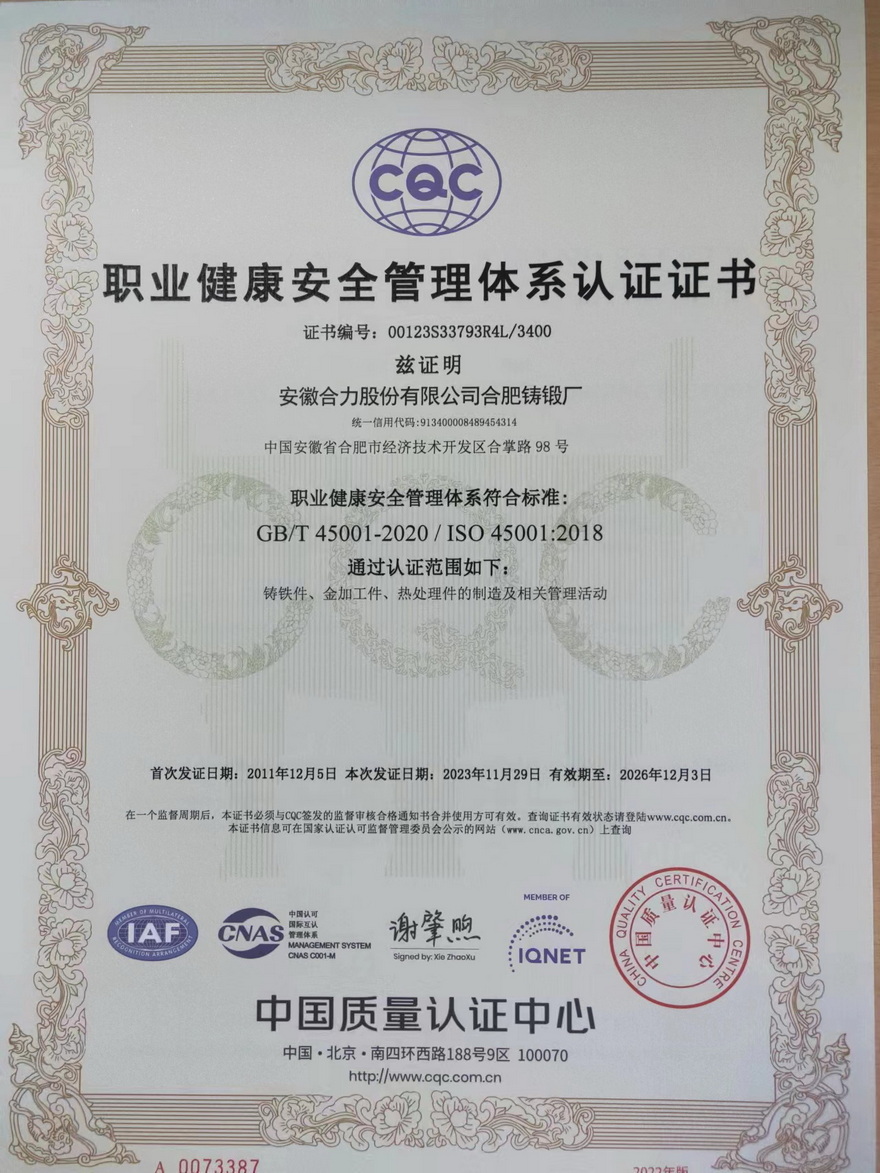 CQC
职业健康安全管理体系认证证书
证书编号：00123S33793R4L/3400
兹证明
安徽合力股份有限公司合肥铸锻厂
统一信用代码:913400008489454314
中国安徽省合肥市经济技术开发区合掌路 98 号
职业健康安全管理体系符合标准：
GB/T 45001-2020 / ISO 45001:2018
通过认证范围如下：
铸铁件、金加工件、热处理件的制造及相关管理活动
首次发证日期：2011年12月5日 本次发证日期：2023年11月29日 有效期至：2026年12月3日
在一个监督周期后，本证书必须与CQC签发的监督审核合格通知书合并使用方可有效。查询证书有效状态请登陆www.cqc.com.cn。
本证书信息可在国家认证认可监督管理委员会公示的网站（www.cnca.gov.cn）上查询
MEMBER OF MULTILATERAL
IAF
RECOGNITION ARRANGEMENT
CNAS
中国认可
国际互认
管理体系
MANAGEMENT SYSTEM
CNAS C001-M
谢肇煦
Signed by: Xie ZhaoXu
MEMBER OF
IQNET
CHINA QUALITY CERTIFICATION CENTRE
中国质量认证中心
中国质量认证中心
中国·北京·南四环西路188号9区 100070
http://www.cqc.com.cn
A 0073387
2022年版